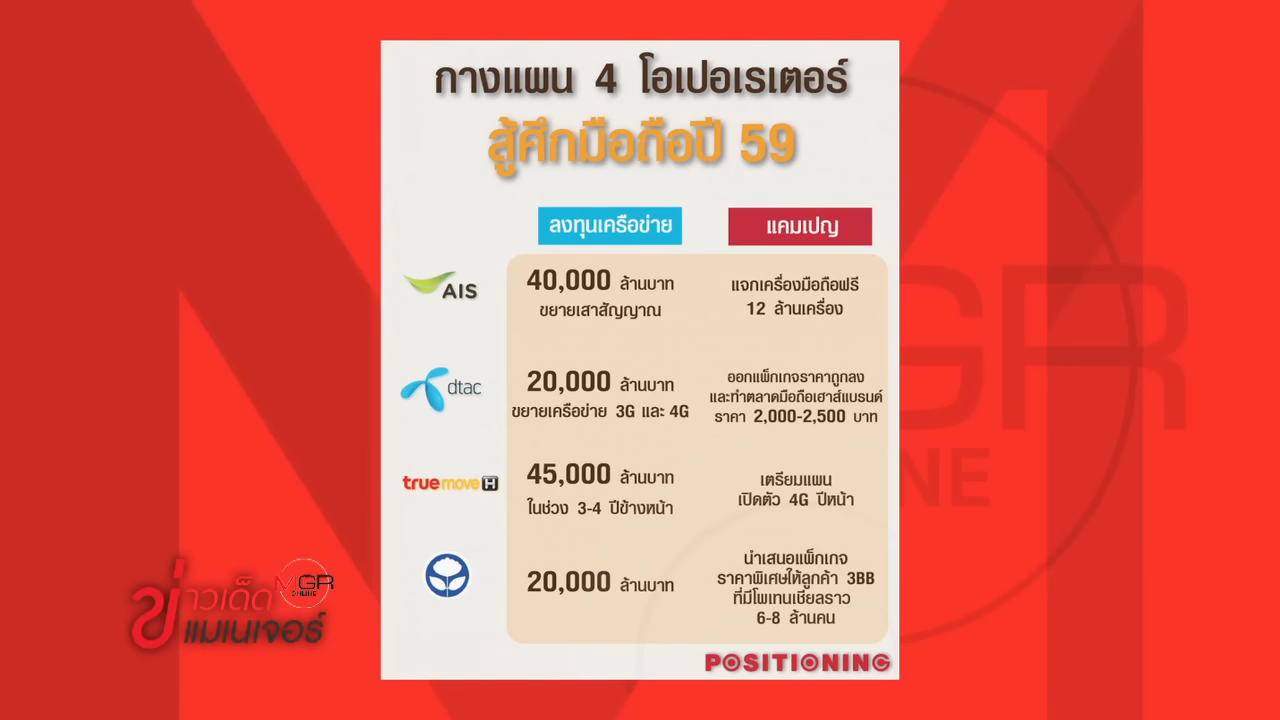 กางแผน 4 โอเปอเรเตอร์
สู้ศึกมือถือปี 59
ลงทุนเครือข่าย
แคมเปญ
AIS
40,000 ล้านบาท
ขยายเสาสัญญาณ
แจกเครื่องมือถือฟรี
12 ล้านเครื่อง
dtac
20,000 ล้านบาท
ขยายเครือข่าย 3G และ 4G
ออกแพ็กเกจราคาถูกลง
และทำตลาดมือถือเฮาส์แบรนด์
ราคา 2,000-2,500 บาท
truemove H
45,000 ล้านบาท
ในช่วง 3-4 ปีข้างหน้า
เตรียมแผน
เปิดตัว 4G ปีหน้า
20,000 ล้านบาท
นำเสนอแพ็กเกจ
ราคาพิเศษให้ลูกค้า 3BB
ที่มีโพเทนเชียลราว
6-8 ล้านคน
POSITIONING
ข่าวเด็ด
แมเนเจอร์
MGR
ONLINE
GR
NE